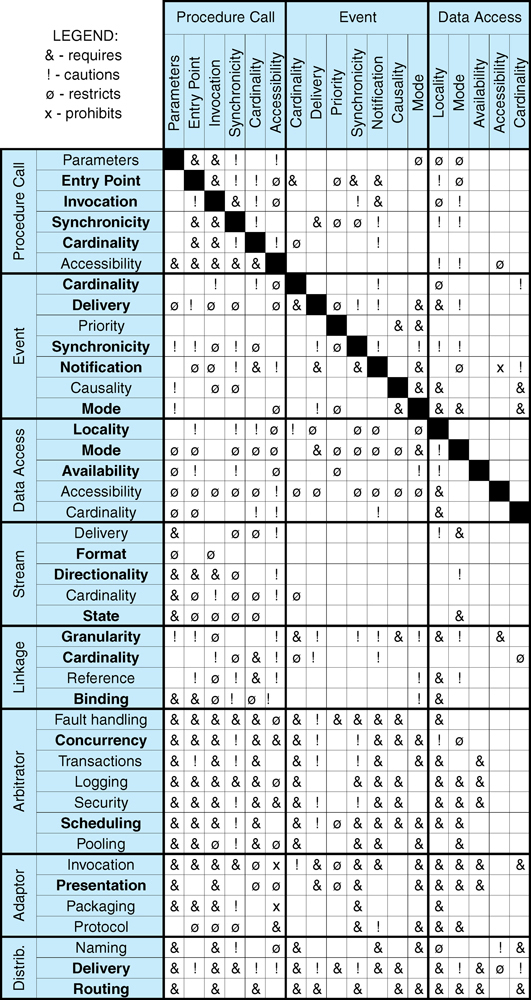 Procedure Call Event Data Access
LEGEND:
& - requires
! - cautions
ø - restricts
x - prohibits
Parameters Entry Point Invocation Synchronicity Cardinality Accessibility Cardinality Delivery Priority Synchronicity Notification Causality Mode Locality Mode Availability Accessibility Cardinality
Procedure Call
Parameters & & ! ! ø ø ø
Entry Point & ! ! ø & ø & & ! ø
Invocation ! & ! ø ! & ø !
Synchronicity & & ! & ø ø ! ! !
Cardinality & & ! ! ø !
Accessibility & & & & & ! ! ø
Event
Cardinality ! ! ø ! ø !
Delivery ø ! ø ø ø & ø ! ! & & !
Priority & &
Synchronicity ! ! ø ! ø ! ø ! ! ! !
Notification ø ø ! & ! & & & ø x !
Causality ! ø ø & & &
Mode ! ø ! ø & & & &
Data Access
Locality ! ! ! ø ! ø ø ø ø
Mode ø ø ø ø ø & ø ø ø ø & !
Availability ø ! ! ø ø ! !
Accessibility ø ø ø ø ø ! ø ø ø ø ø ø &
Cardinality ø ø ! ! ! &
Stream
Delivery & ø ø ! ! &
Format ø ø
Directionality & & & ø ! !
Cardinality & ø ! ø ø ! ø
State & ø ø ø ø &
Linkage
Granularity ! ! ø ! & ! ! ! & ! & ! &
Cardinality ! ø & ! ø ! ! ø
Reference ! ø ! & ! ! & !
Binding & & ø ! ø ! ! &
Arbitrator
Fault handling & & & & & ø & ! & & & & &
Concurrency & & & ! & & & ! ! & & & ! ø
Transactions & ! & ! & & ! & ! & & &
Logging & & & & & ø & & & & & & &
Security & & & ! & & & ! ! & & & & &
Scheduling & & & ! & & ! ø & & & & & &
Pooling & & ø ! & ø & & & & &
Adaptor
Invocation & & & & ø x ! & ø & & & & & & &
Presentation & & ø ø & ø & & & & &
Packaging & & & ! x & &
Protocol ø ø ø & & ! & & &
Distrib.
Naming & & ! ø & & & ø ! &
Delivery & ! & & ! ! & ! & & & & & & ! & ø !
Routing & & & & & & & & & & &